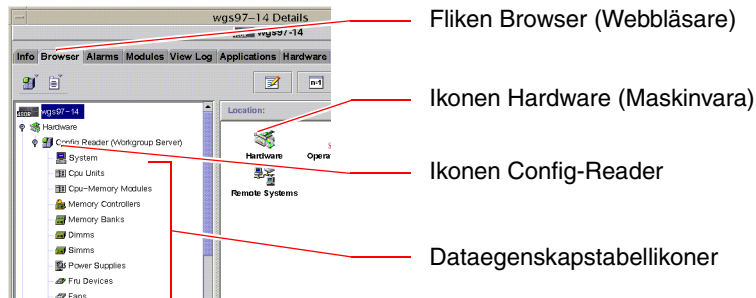 wgs97-14 Details
wgs97-14
Info Browser Alarms Modules View Log Applications Hardware
n-1
wgs97-14
Location:
Hardware
Config Reader (Workgroup Server)
System
Cpu Units
Cpu-Memory Modules
Memory Controllers
Memory Banks
Dimms
Simms
Power Supplies
Fru Devices
Fans
Hardware
Remote Systems
Fliken Browser (Webbläsare)
Ikonen Hardware (Maskinvara)
Ikonen Config-Reader
Dataegenskapstabellikoner